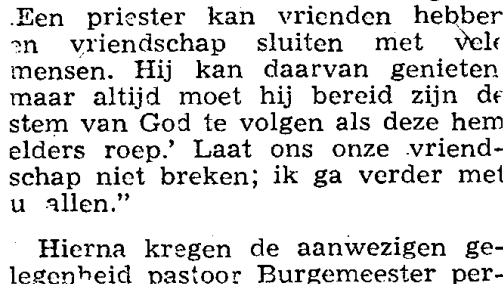 .Een priester kan vrienden hebber
en vriendschap sluiten met vele
mensen. Hij kan daarvan genieten
maar altijd moet hij bereid zijn de
stem van God te volgen als deze hem
elders roep.' Laat ons onze vriend-
schap niet breken; ik ga verder met
u allen.”
Hierna kregen de aanwezigen ge-
legenheid pastoor Burgemeester per-